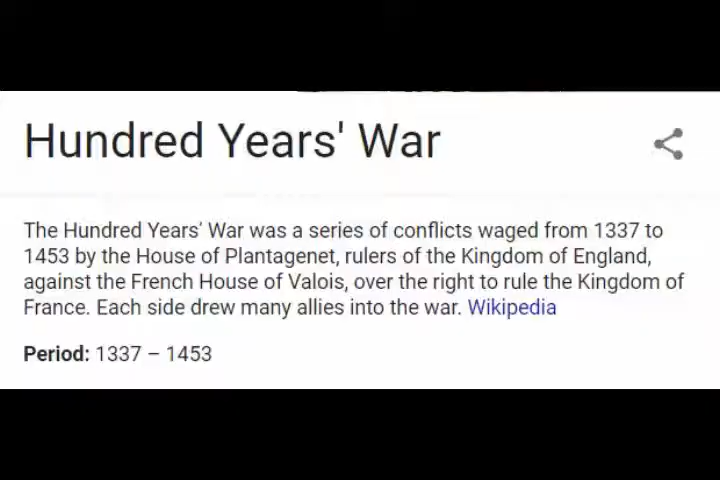 Hundred Years' War
The Hundred Years' War was a series of conflicts waged from 1337 to
1453 by the House of Plantagenet, rulers of the Kingdom of England,
against the French House of Valois, over the right to rule the Kingdom of
France. Each side drew many allies into the war. Wikipedia
Period: 1337 – 1453